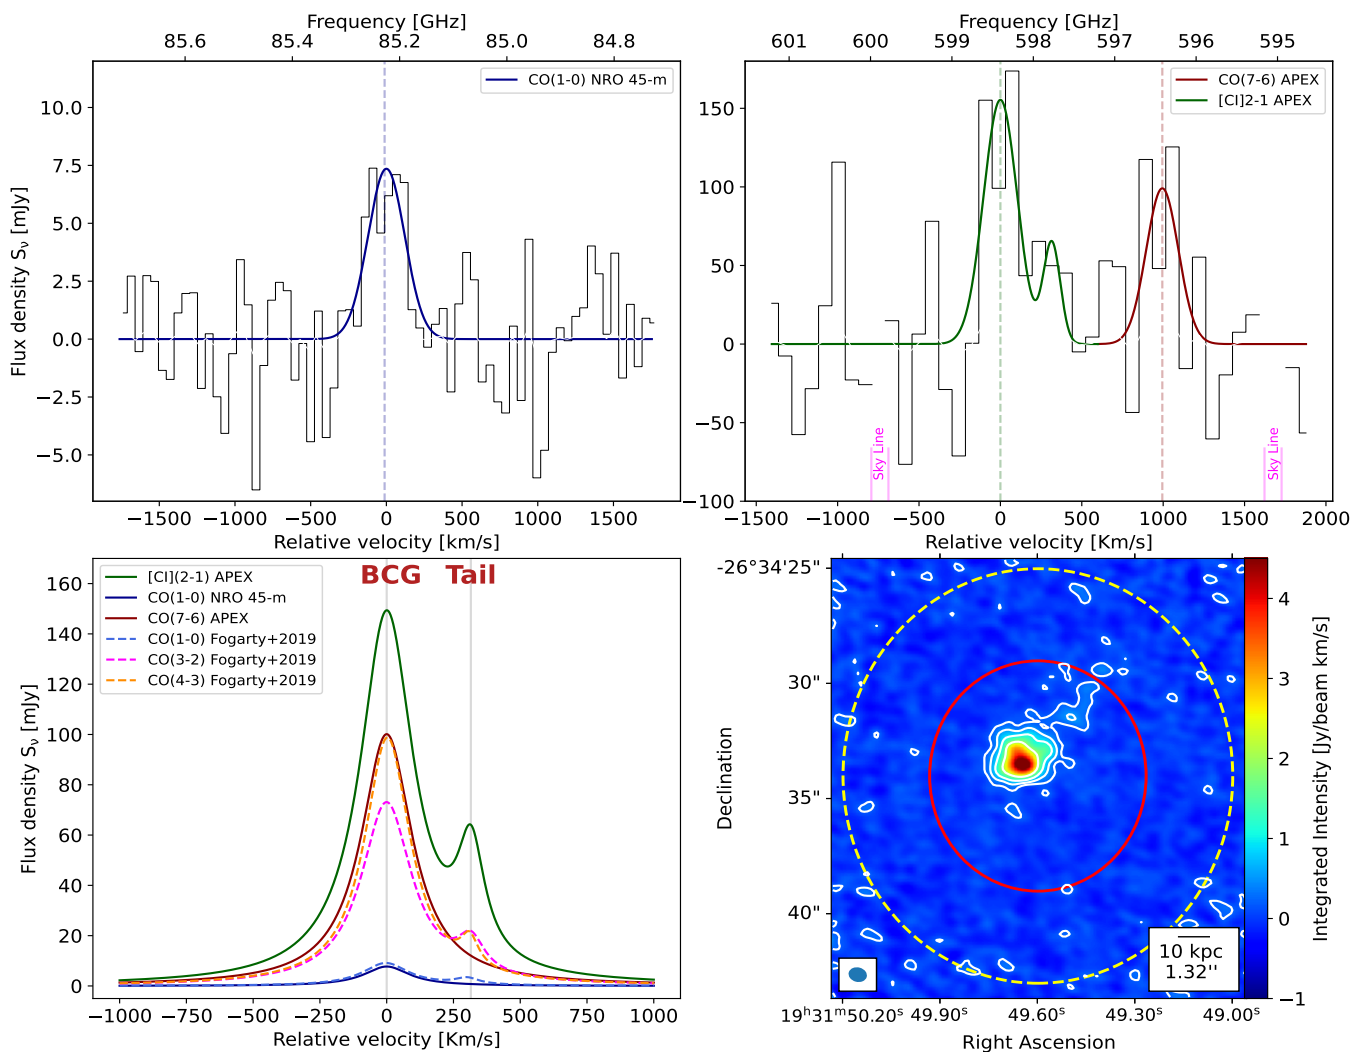 Frequency [GHz]
85.6 85.4 85.2 85.0 84.8
CO(1-0) NRO 45-m
10.0
7.5
5.0
2.5
0.0
−2.5
−5.0
Flux density Sν [mJy]
−1500 −1000 −500 0 500 1000 1500
Relative velocity [km/s]
Frequency [GHz]
601 600 599 598 597 596 595
CO(7-6) APEX
[CI]2-1 APEX
150
100
50
0
−50
−100
Sky Line
Sky Line
−1500 −1000 −500 0 500 1000 1500 2000
Relative velocity [Km/s]
[CI](2-1) APEX
CO(1-0) NRO 45-m
CO(7-6) APEX
CO(1-0) Fogarty+2019
CO(3-2) Fogarty+2019
CO(4-3) Fogarty+2019
BCG Tail
160
140
120
100
80
60
40
20
0
Flux density Sν [mJy]
−1000 −750 −500 −250 0 250 500 750 1000
Relative velocity [Km/s]
-26°34'25"
30"
35"
40"
Declination
10 kpc
1.32''
19ʰ31ᵐ50.20ˢ 49.90ˢ 49.60ˢ 49.30ˢ 49.00ˢ
Right Ascension
4
3
2
1
0
−1
Integrated Intensity [Jy/beam km/s]